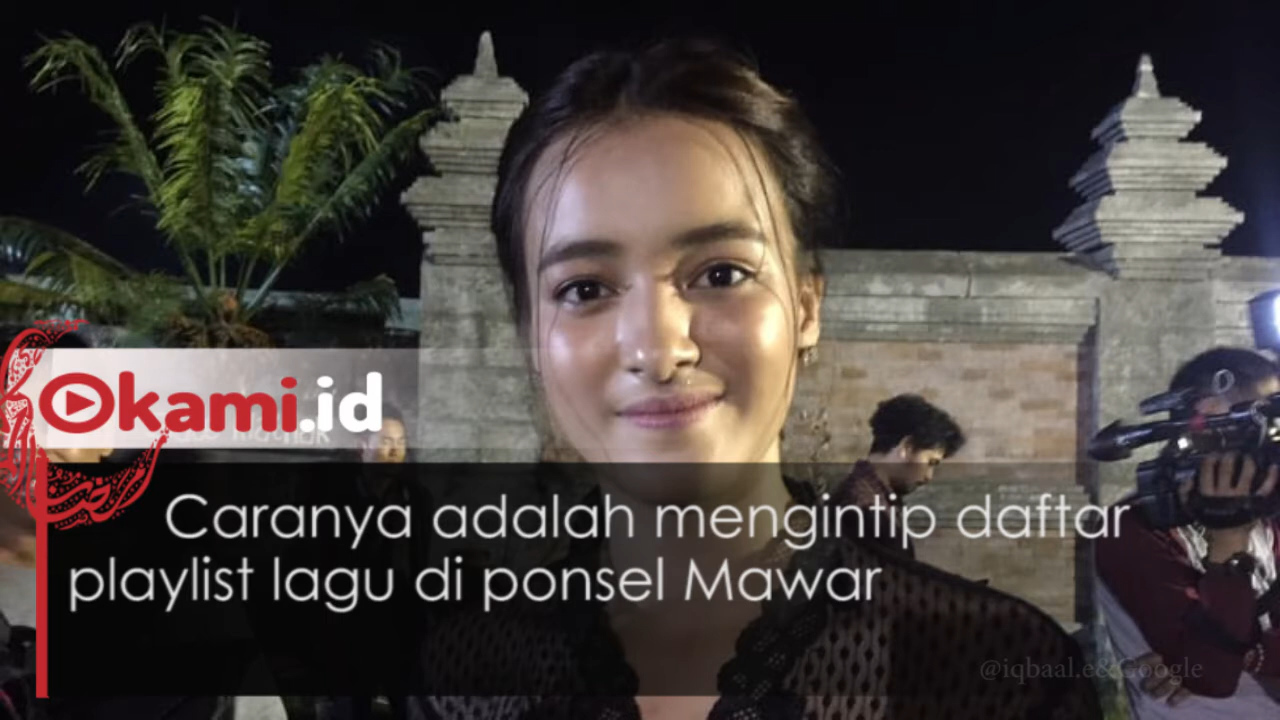 Okami.id
Caranya adalah mengintip daftar
playlist lagu di ponsel Mawar
@iqbaal.e&Google